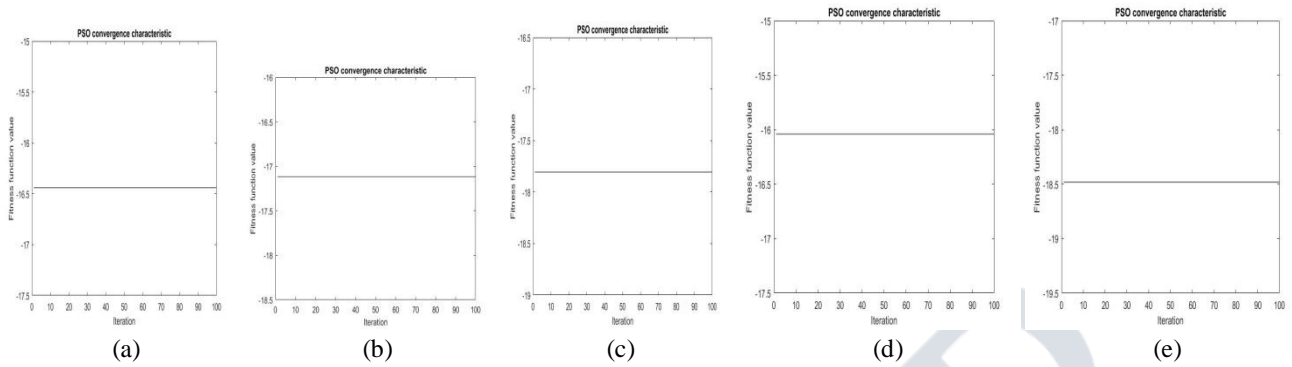 PSO convergence characteristic
-15
-15.5
-16
-16.5
-17
-17.5
Fitness function value
0 10 20 30 40 50 60 70 80 90 100
Iteration
(a)
PSO convergence characteristic
-16
-16.5
-17
-17.5
-18
-18.5
Fitness function value
0 10 20 30 40 50 60 70 80 90 100
Iteration
(b)
PSO convergence characteristic
-16.5
-17
-17.5
-18
-18.5
-19
Fitness function value
0 10 20 30 40 50 60 70 80 90 100
Iteration
(c)
PSO convergence characteristic
-15
-15.5
-16
-16.5
-17
-17.5
Fitness function value
0 10 20 30 40 50 60 70 80 90 100
Iteration
(d)
PSO convergence characteristic
-17
-17.5
-18
-18.5
-19
-19.5
Fitness function value
0 10 20 30 40 50 60 70 80 90 100
Iteration
(e)